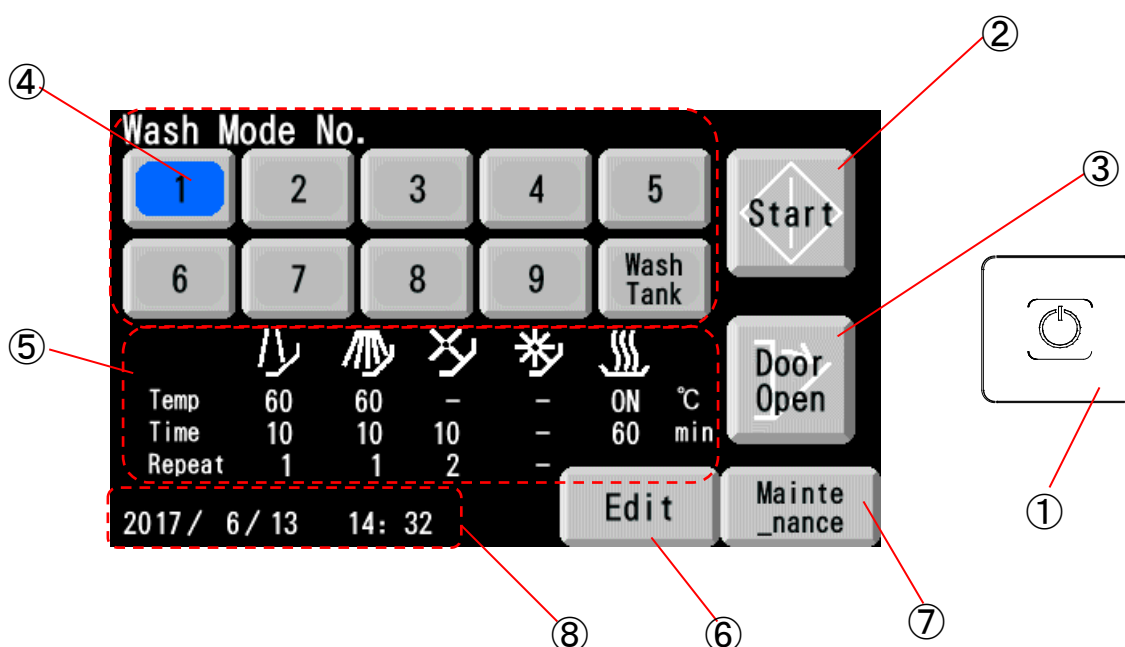 ②
④
Wash Mode No.
1 2 3 4 5
Start
③
6 7 8 9 Wash Tank
⑤
Door Open
Temp 60 60 - - ON ℃
Time 10 10 10 - 60 min
Repeat 1 1 2 -
2017/ 6/13 14:32
Edit
Mainte_nance
①
⑧
⑥
⑦